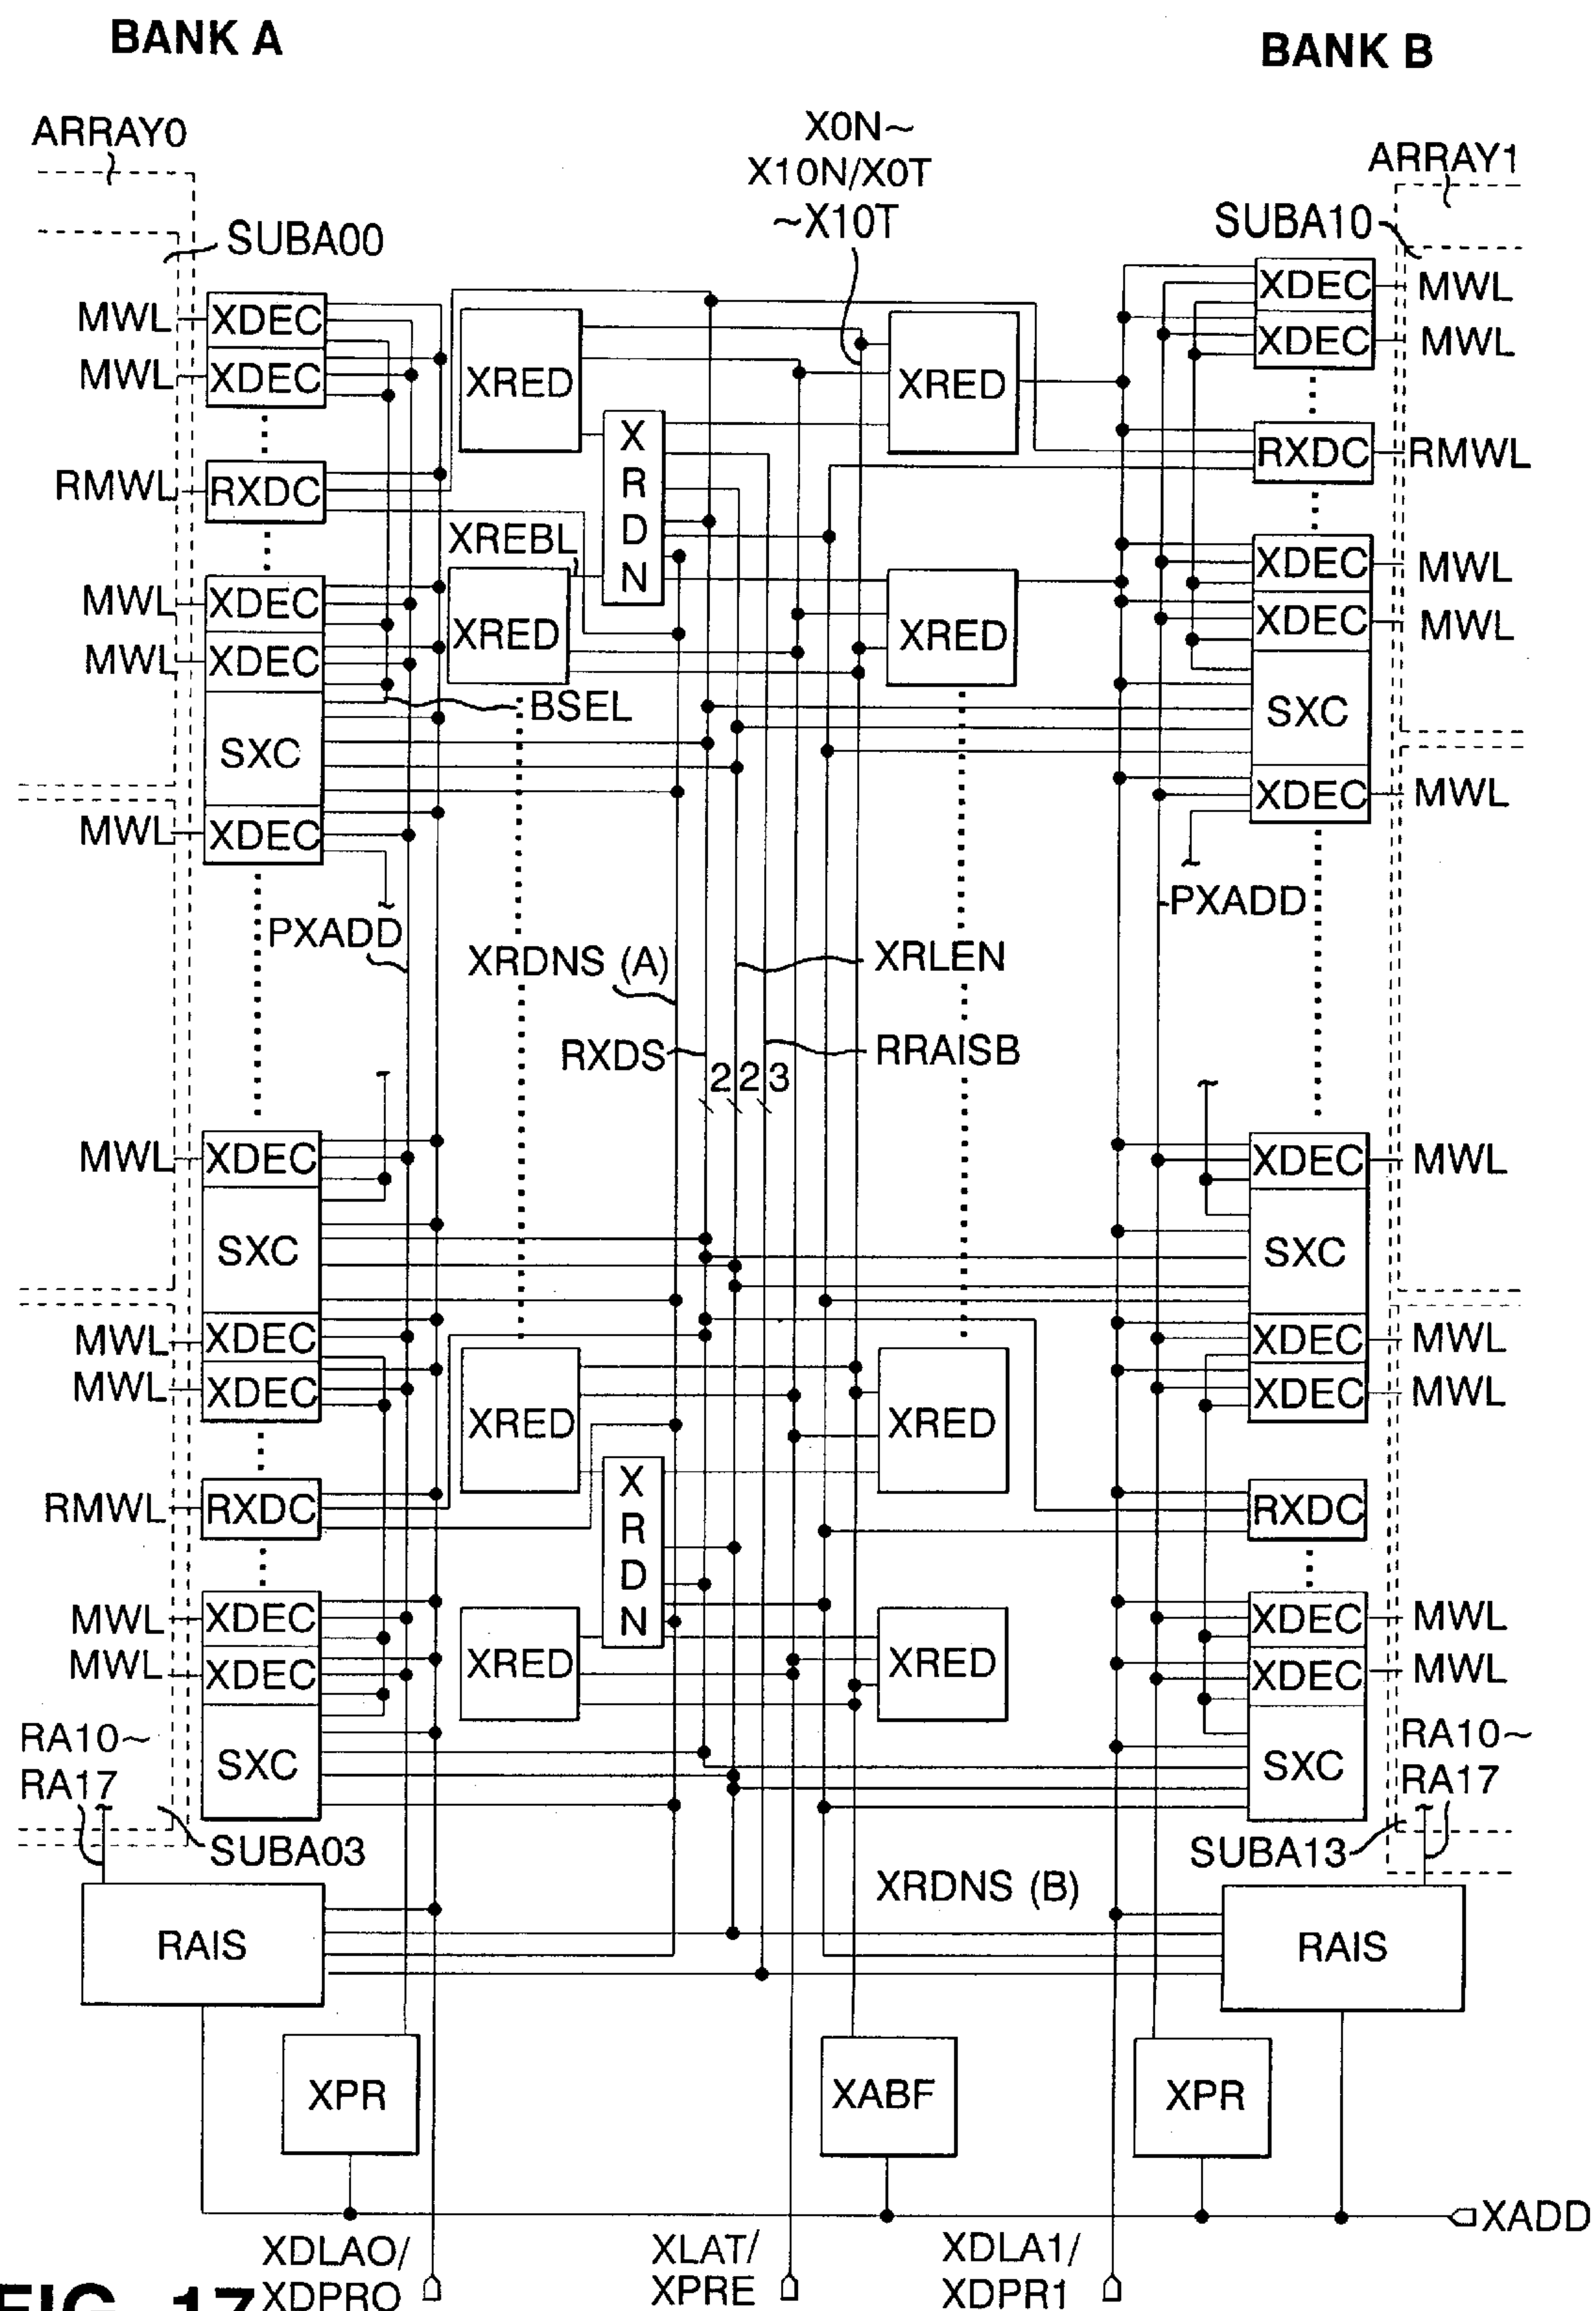 BANK A
BANK B
ARRAY0
X0N~
X10N/X0T
~X10T
ARRAY1
SUBA00
SUBA10
MWL
XDEC
XDEC
MWL
MWL
XDEC
XRED
XRED
XDEC
MWL
RMWL
RXDC
X
R
D
N
RXDC
RMWL
XREBL
MWL
XDEC
XRED
XRED
XDEC
MWL
MWL
XDEC
XDEC
MWL
BSEL
SXC
SXC
MWL
XDEC
XDEC
MWL
PXADD
PXADD
XRDNS (A)
XRLEN
RXDS
RRAISB
2 2 3
MWL
XDEC
XDEC
MWL
SXC
SXC
MWL
XDEC
XDEC
MWL
MWL
XDEC
XDEC
MWL
XRED
XRED
RMWL
RXDC
X
R
D
N
RXDC
MWL
XDEC
XDEC
MWL
MWL
XDEC
XRED
XRED
XDEC
MWL
RA10~
RA17
SXC
SXC
RA10~
RA17
SUBA03
SUBA13
XRDNS (B)
RAIS
RAIS
XPR
XABF
XPR
XADD
XDLA0/
XDPR0
XLAT/
XPRE
XDLA1/
XDPR1
FIG. 17